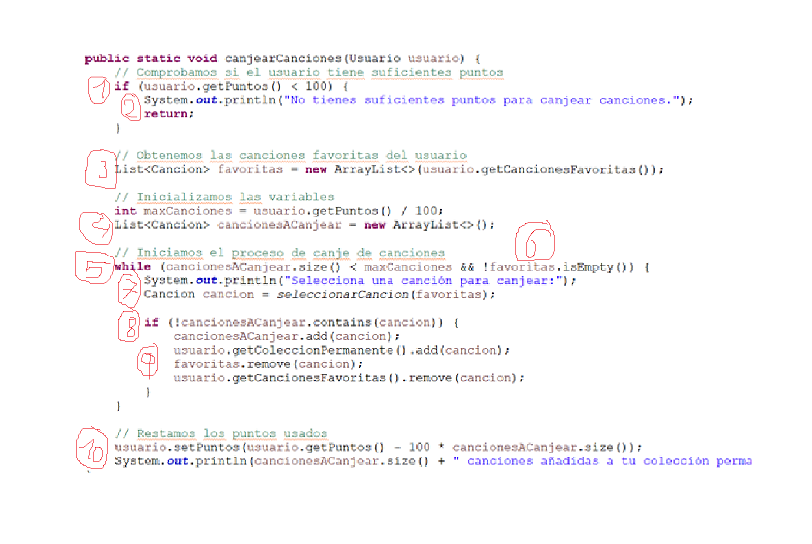 public static void canjearCanciones(Usuario usuario) {
// Comprobamos si el usuario tiene suficientes puntos
1 if (usuario.getPuntos() < 100) {
System.out.println("No tienes suficientes puntos para canjear canciones.");
2 return;
}
// Obtenemos las canciones favoritas del usuario
3 List<Cancion> favoritas = new ArrayList<>(usuario.getCancionesFavoritas());
// Inicializamos las variables
int maxCanciones = usuario.getPuntos() / 100;
4 List<Cancion> cancionesACanjear = new ArrayList<>();
6
// Iniciamos el proceso de canje de canciones
5 while (cancionesACanjear.size() < maxCanciones && !favoritas.isEmpty()) {
System.out.println("Selecciona una canción para canjear:");
7 Cancion cancion = seleccionarCancion(favoritas);
8 if (!cancionesACanjear.contains(cancion)) {
cancionesACanjear.add(cancion);
usuario.getColeccionPermanente().add(cancion);
9 favoritas.remove(cancion);
usuario.getCancionesFavoritas().remove(cancion);
}
}
// Restamos los puntos usados
10 usuario.setPuntos(usuario.getPuntos() - 100 * cancionesACanjear.size());
System.out.println(cancionesACanjear.size() + " canciones añadidas a tu colección perma